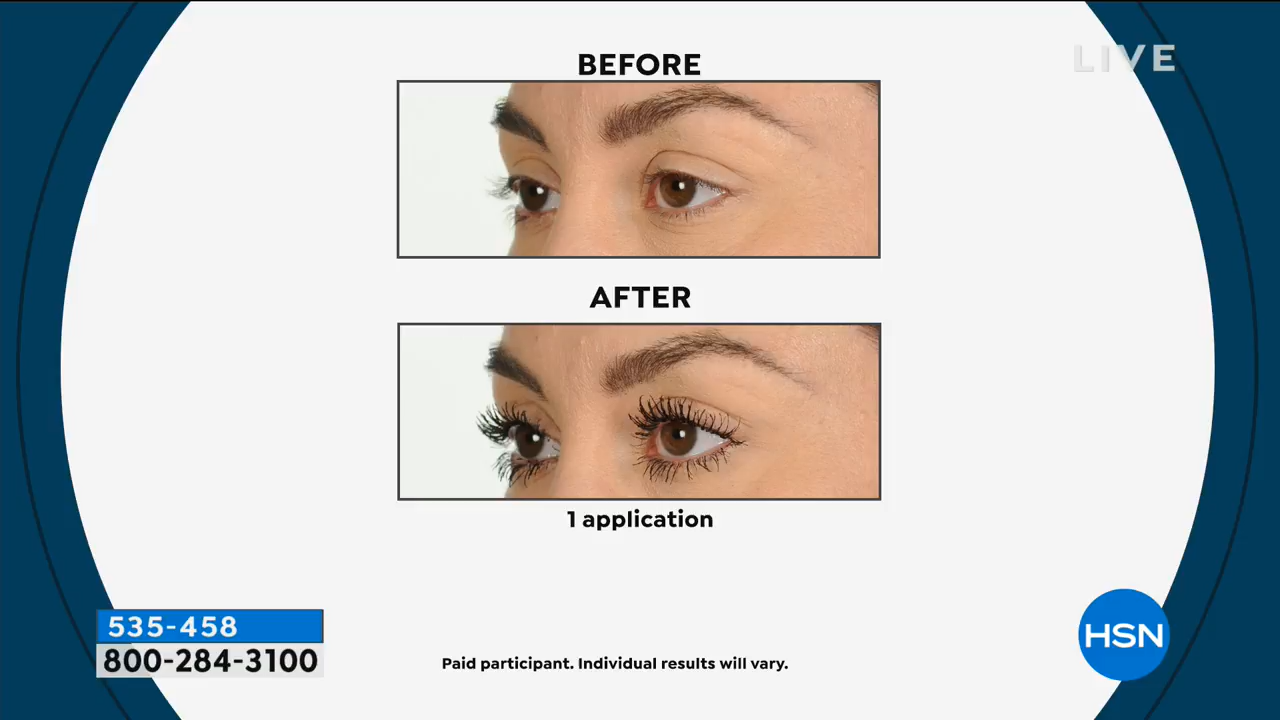 LIVE
BEFORE
AFTER
1 application
535-458
800-284-3100
Paid participant. Individual results will vary.
HSN